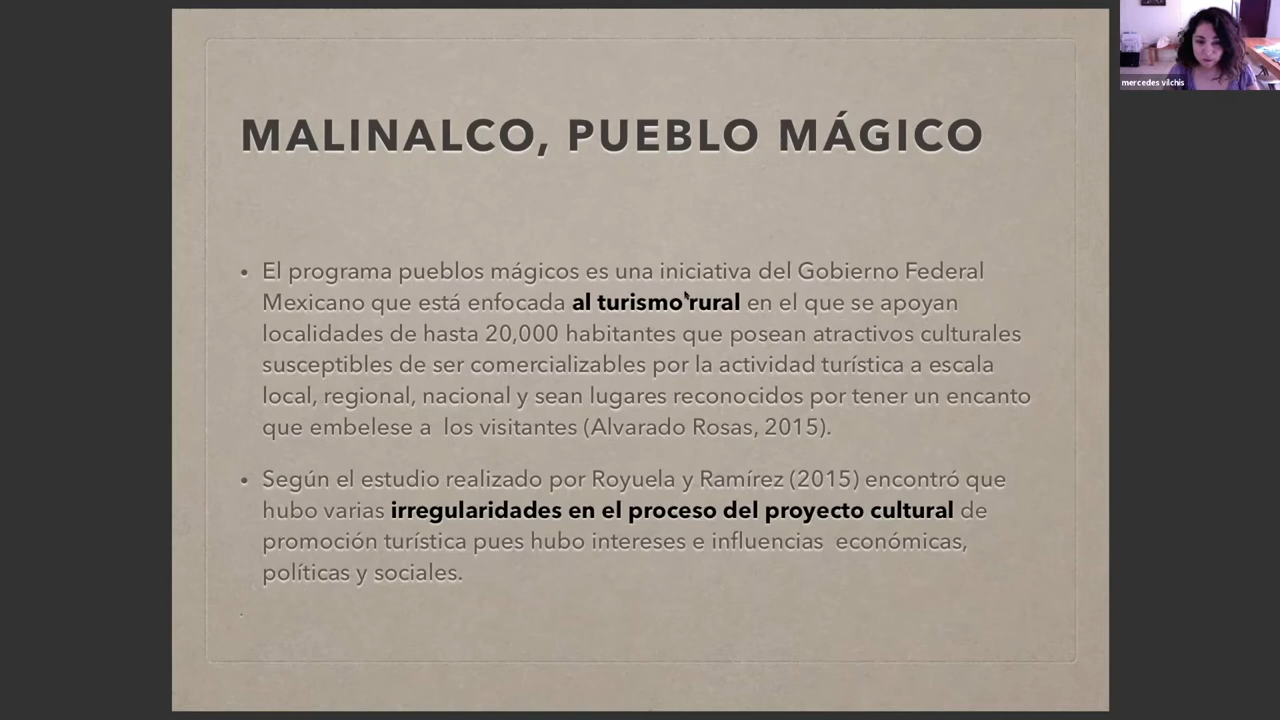 MALINALCO, PUEBLO MÁGICO
• El programa pueblos mágicos es una iniciativa del Gobierno Federal
Mexicano que está enfocada al turismo rural en el que se apoyan
localidades de hasta 20,000 habitantes que posean atractivos culturales
susceptibles de ser comercializables por la actividad turística a escala
local, regional, nacional y sean lugares reconocidos por tener un encanto
que embelese a los visitantes (Alvarado Rosas, 2015).
• Según el estudio realizado por Royuela y Ramírez (2015) encontró que
hubo varias irregularidades en el proceso del proyecto cultural de
promoción turística pues hubo intereses e influencias económicas,
políticas y sociales.
mercedes vilchis